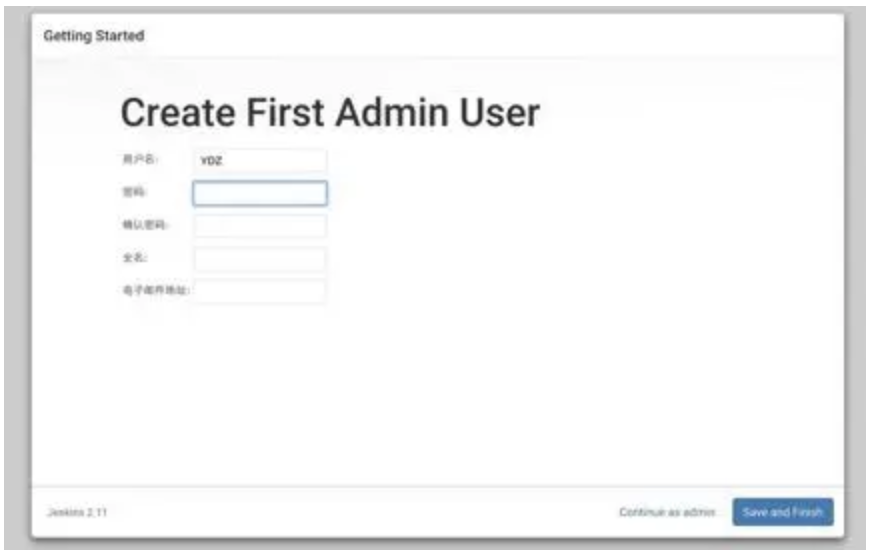 Getting Started
Create First Admin User
用户名: YDZ
密码:
确认密码:
全名:
电子邮件地址:
Jenkins 2.11
Continue as admin Save and Finish